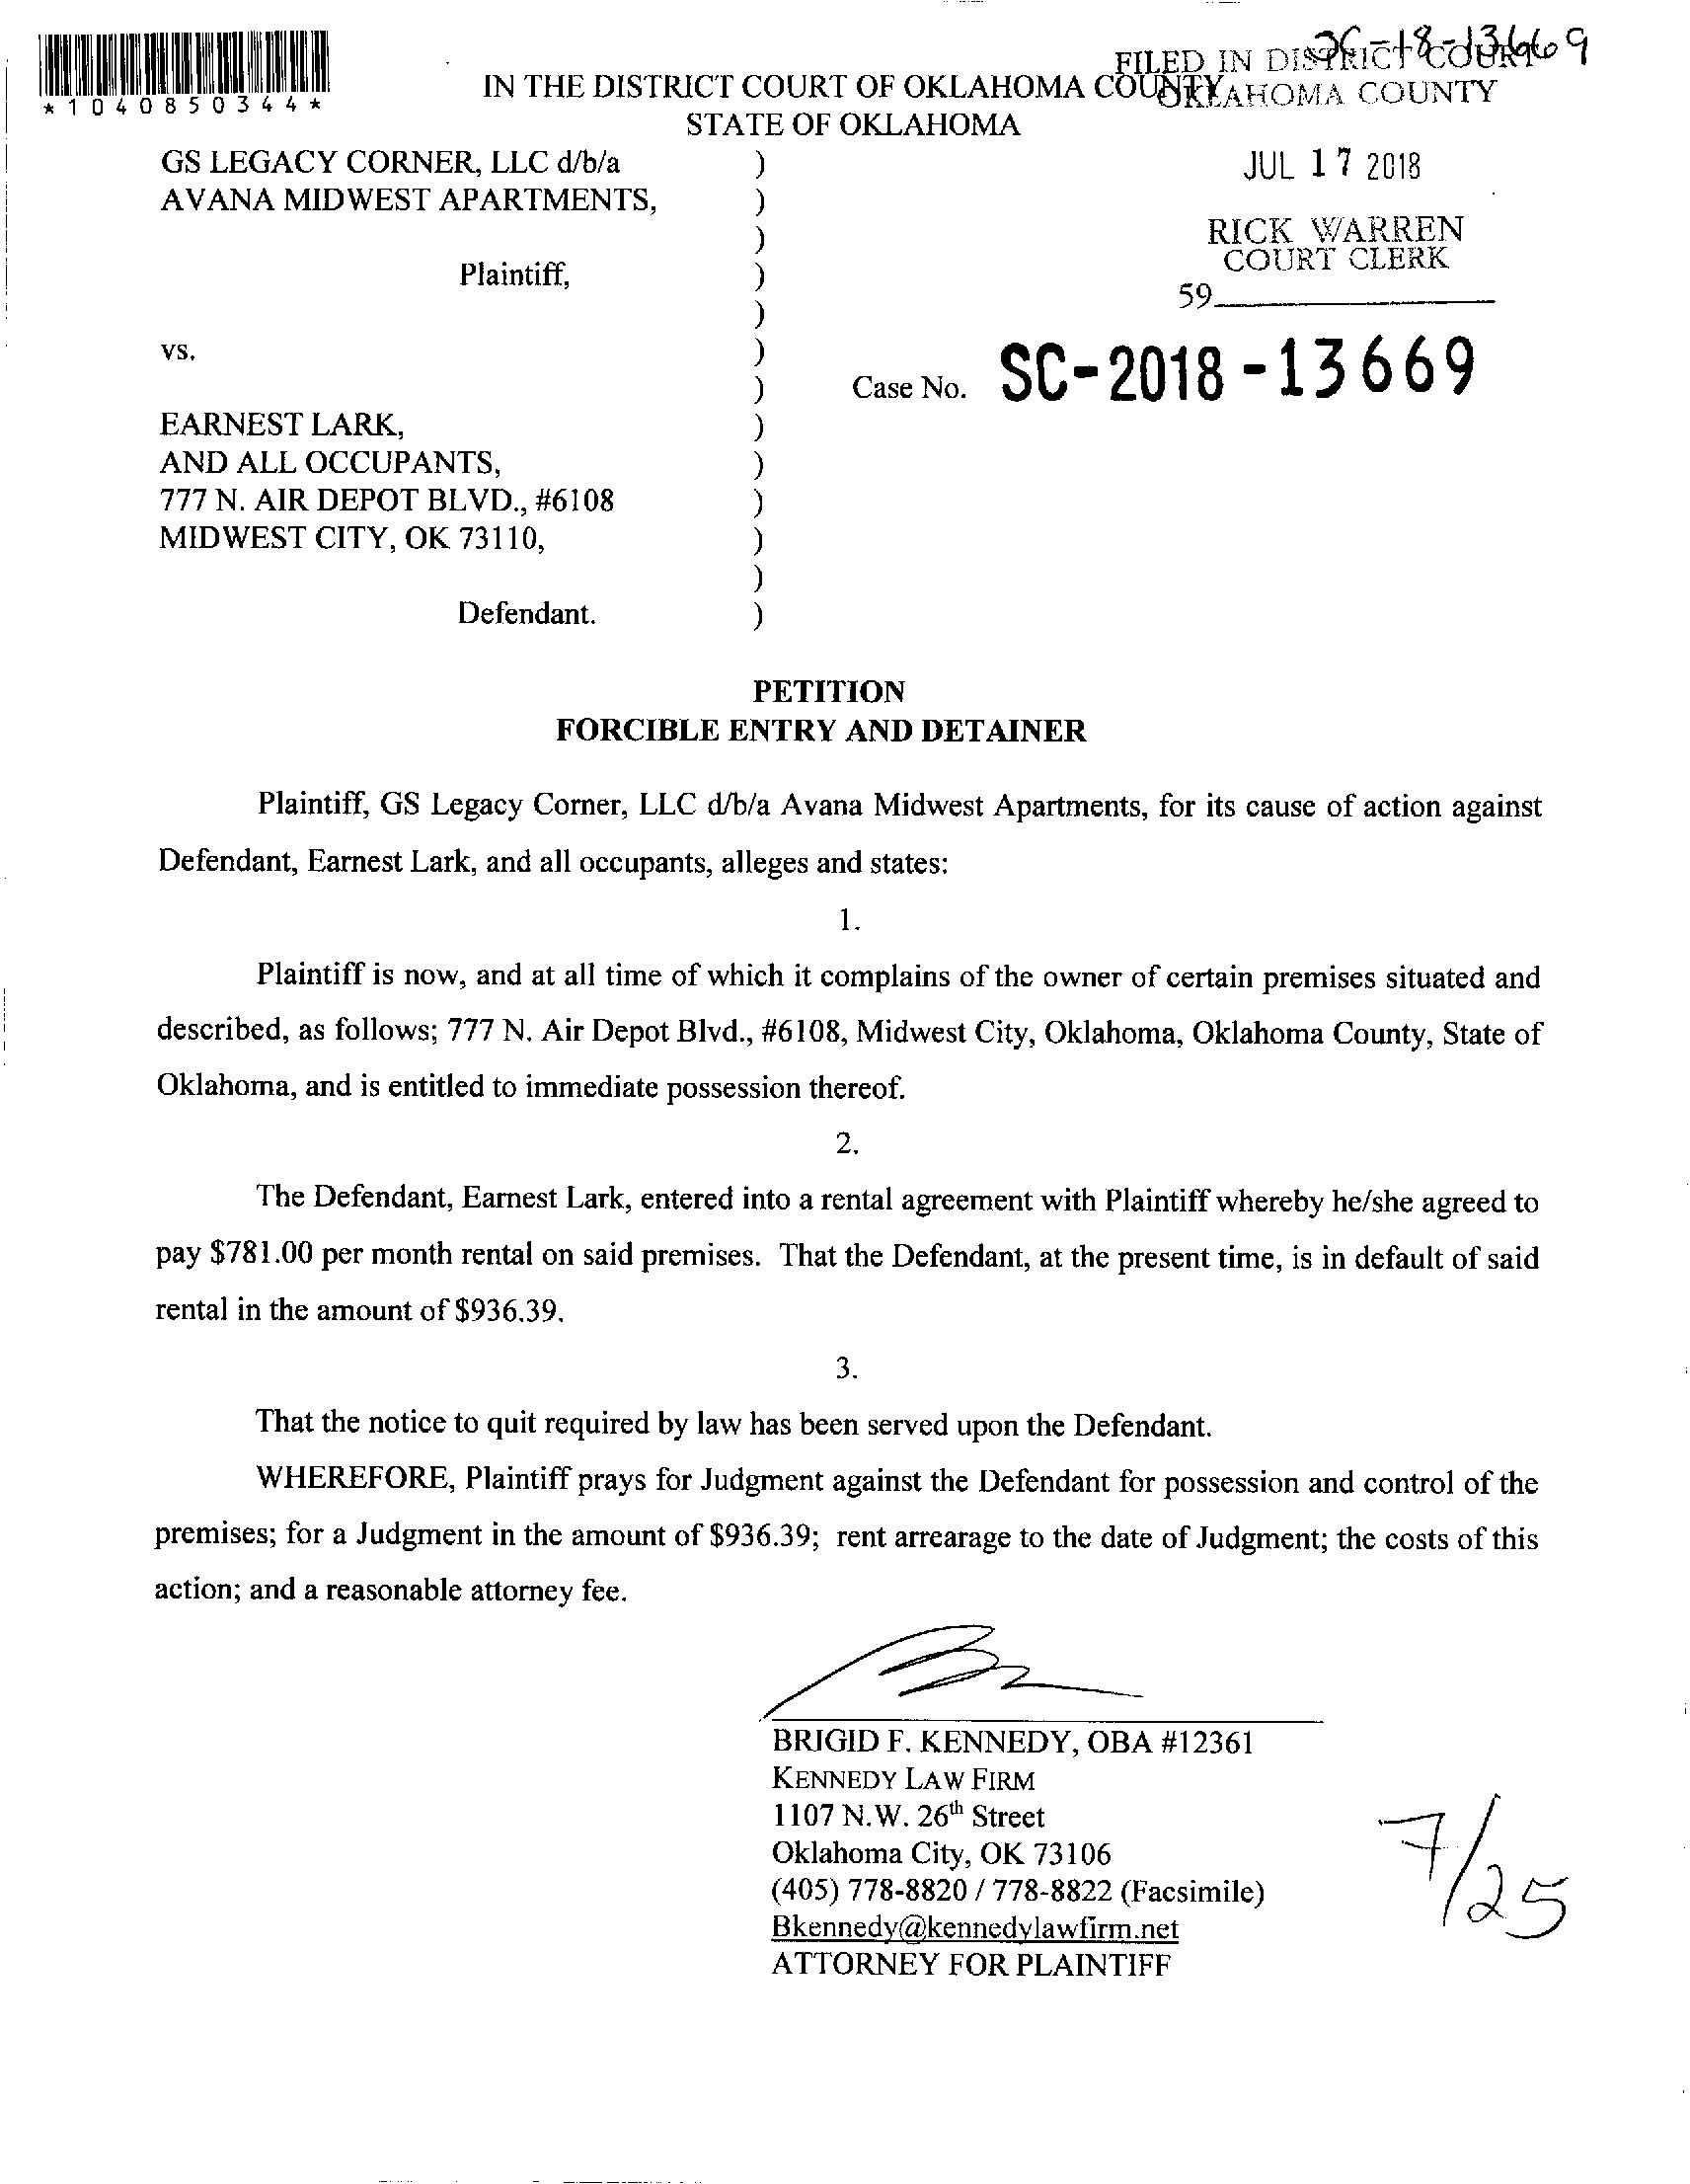 SC-18-13669
FILED IN DISTRICT COURT
OKLAHOMA COUNTY
*1040850344*
IN THE DISTRICT COURT OF OKLAHOMA COUNTY
STATE OF OKLAHOMA
GS LEGACY CORNER, LLC d/b/a )
AVANA MIDWEST APARTMENTS, )
)
Plaintiff, )
)
vs. )
)
EARNEST LARK, )
AND ALL OCCUPANTS, )
777 N. AIR DEPOT BLVD., #6108 )
MIDWEST CITY, OK 73110, )
)
Defendant. )
JUL 17 2018
RICK WARREN
COURT CLERK
59
Case No. SC-2018-13669
PETITION
FORCIBLE ENTRY AND DETAINER
Plaintiff, GS Legacy Corner, LLC d/b/a Avana Midwest Apartments, for its cause of action against
Defendant, Earnest Lark, and all occupants, alleges and states:
1.
Plaintiff is now, and at all time of which it complains of the owner of certain premises situated and
described, as follows; 777 N. Air Depot Blvd., #6108, Midwest City, Oklahoma, Oklahoma County, State of
Oklahoma, and is entitled to immediate possession thereof.
2.
The Defendant, Earnest Lark, entered into a rental agreement with Plaintiff whereby he/she agreed to
pay $781.00 per month rental on said premises. That the Defendant, at the present time, is in default of said
rental in the amount of $936.39.
3.
That the notice to quit required by law has been served upon the Defendant.
WHEREFORE, Plaintiff prays for Judgment against the Defendant for possession and control of the
premises; for a Judgment in the amount of $936.39; rent arrearage to the date of Judgment; the costs of this
action; and a reasonable attorney fee.
BRIGID F. KENNEDY, OBA #12361
KENNEDY LAW FIRM
1107 N.W. 26th Street
Oklahoma City, OK 73106
(405) 778-8820 / 778-8822 (Facsimile)
Bkennedy@kennedylawfirm.net
ATTORNEY FOR PLAINTIFF
7/25